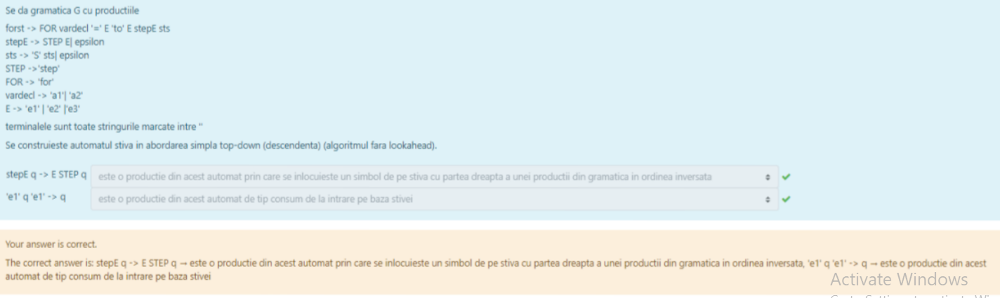 Se da gramatica G cu productiile
forst -> FOR vardecl '=' E 'to' E stepE sts
stepE -> STEP E| epsilon
sts -> 'S' sts| epsilon
STEP ->'step'
FOR -> 'for'
vardecl -> 'a1'| 'a2'
E -> 'e1' | 'e2' |'e3'
terminalele sunt toate stringurile marcate intre ''
Se construieste automatul stiva in abordarea simpla top-down (descendenta) (algoritmul fara lookahead).
stepE q -> E STEP q este o productie din acest automat prin care se inlocuieste un simbol de pe stiva cu partea dreapta a unei productii din gramatica in ordinea inversata
'e1' q 'e1' -> q este o productie din acest automat de tip consum de la intrare pe baza stivei
Your answer is correct.
The correct answer is: stepE q -> E STEP q → este o productie din acest automat prin care se inlocuieste un simbol de pe stiva cu partea dreapta a unei productii din gramatica in ordinea inversata, 'e1' q 'e1' -> q → este o productie din acest
automat de tip consum de la intrare pe baza stivei
Activate Windows